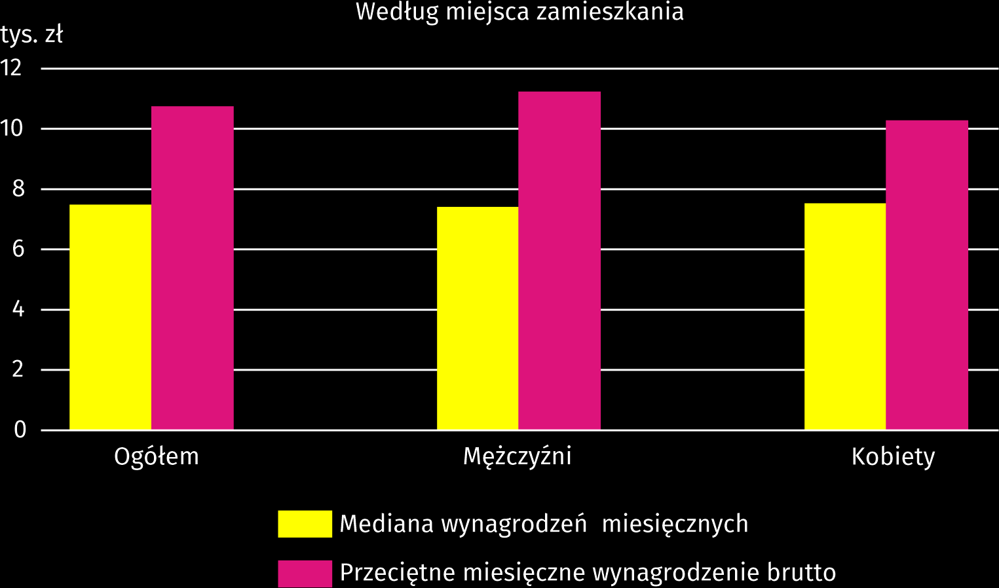 Według miejsca zamieszkania
tys. zł
12
10
8
6
4
2
0
Ogółem Mężczyźni Kobiety
Mediana wynagrodzeń  miesięcznych
Przeciętne miesięczne wynagrodzenie brutto